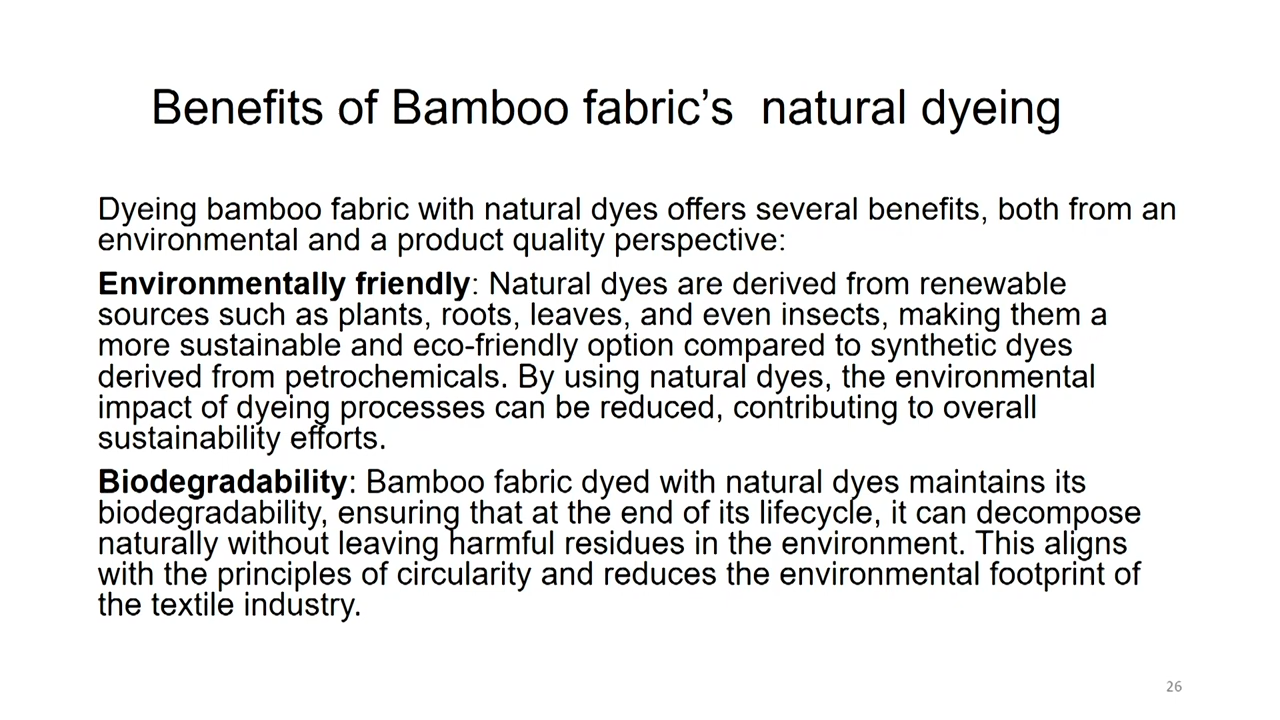 Benefits of Bamboo fabric’s  natural dyeing
Dyeing bamboo fabric with natural dyes offers several benefits, both from an
environmental and a product quality perspective:
Environmentally friendly: Natural dyes are derived from renewable
sources such as plants, roots, leaves, and even insects, making them a
more sustainable and eco-friendly option compared to synthetic dyes
derived from petrochemicals. By using natural dyes, the environmental
impact of dyeing processes can be reduced, contributing to overall
sustainability efforts.
Biodegradability: Bamboo fabric dyed with natural dyes maintains its
biodegradability, ensuring that at the end of its lifecycle, it can decompose
naturally without leaving harmful residues in the environment. This aligns
with the principles of circularity and reduces the environmental footprint of
the textile industry.
26